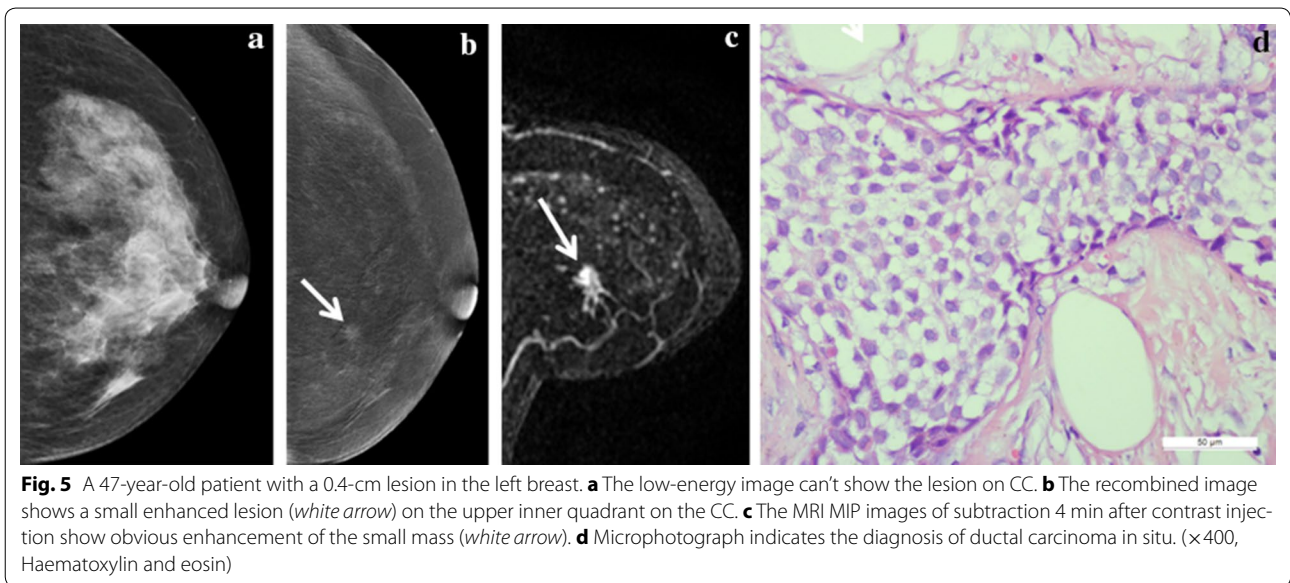 a
b
c
d
50 µm
Fig. 5 A 47-year-old patient with a 0.4-cm lesion in the left breast. a The low-energy image can't show the lesion on CC. b The recombined image
shows a small enhanced lesion (white arrow) on the upper inner quadrant on the CC. c The MRI MIP images of subtraction 4 min after contrast injec-
tion show obvious enhancement of the small mass (white arrow). d Microphotograph indicates the diagnosis of ductal carcinoma in situ. (×400,
Haematoxylin and eosin)